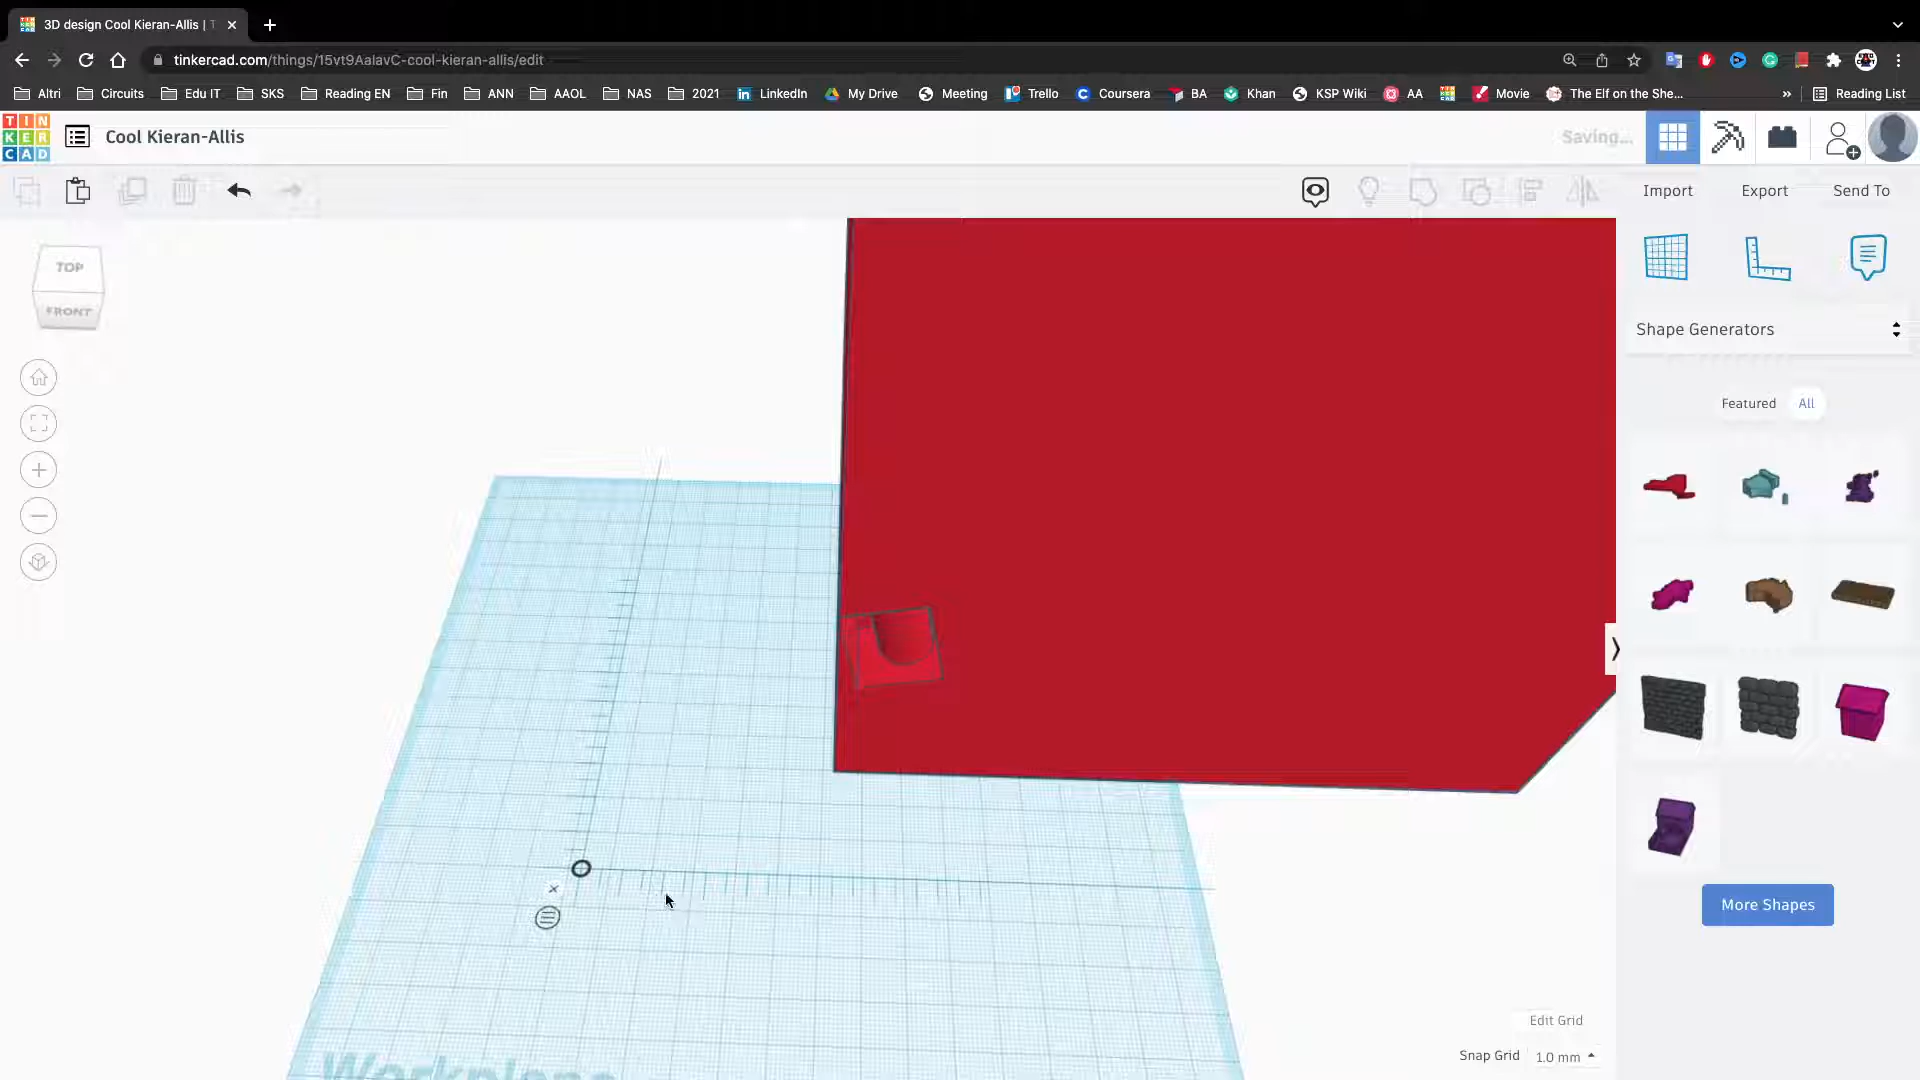 3D design Cool Kieran-Allis | T
tinkercad.com/things/15vt9AalavC-cool-kieran-allis/edit
Altri Circuits Edu IT SKS Reading EN Fin ANN AAOL NAS 2021 LinkedIn My Drive Meeting Trello Coursera BA Khan KSP Wiki AA Movie The Elf on the She... » Reading List
TIN
KER
CAD
Cool Kieran-Allis
Saving...
Import Export Send To
TOP
FRONT
Shape Generators
Featured All
More Shapes
Workplane
Edit Grid
Snap Grid 1.0 mm